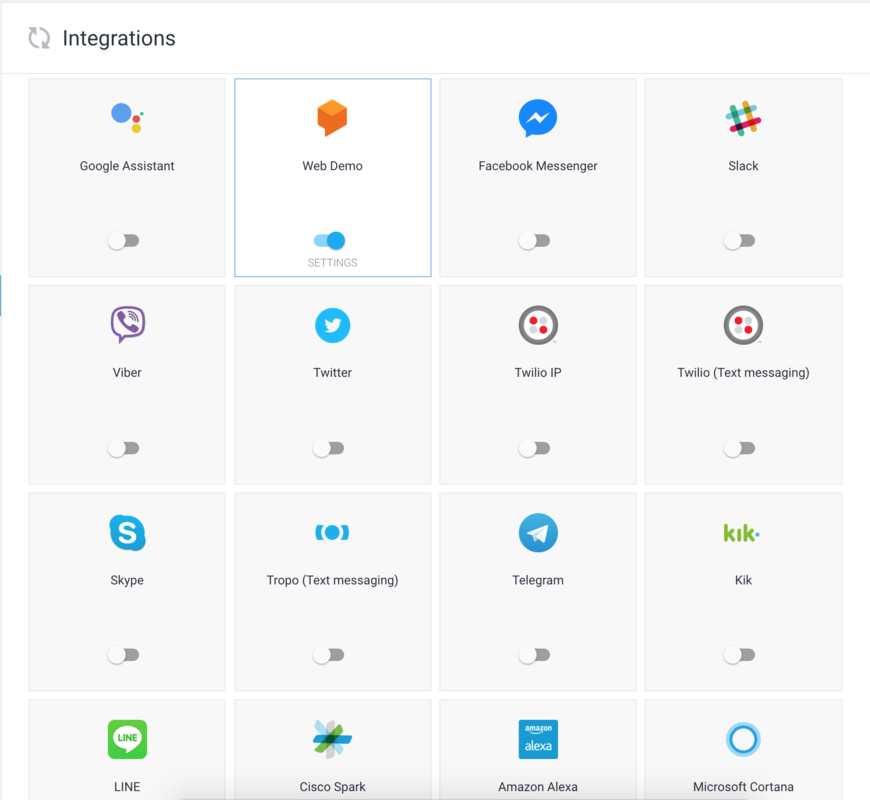 Integrations
Google Assistant
Web Demo
Facebook Messenger
Slack
SETTINGS
Viber
Twitter
Twilio IP
Twilio (Text messaging)
S
Skype
Tropo (Text messaging)
Telegram
kik
Kik
LINE
amazon
alexa
LINE
Cisco Spark
Amazon Alexa
Microsoft Cortana